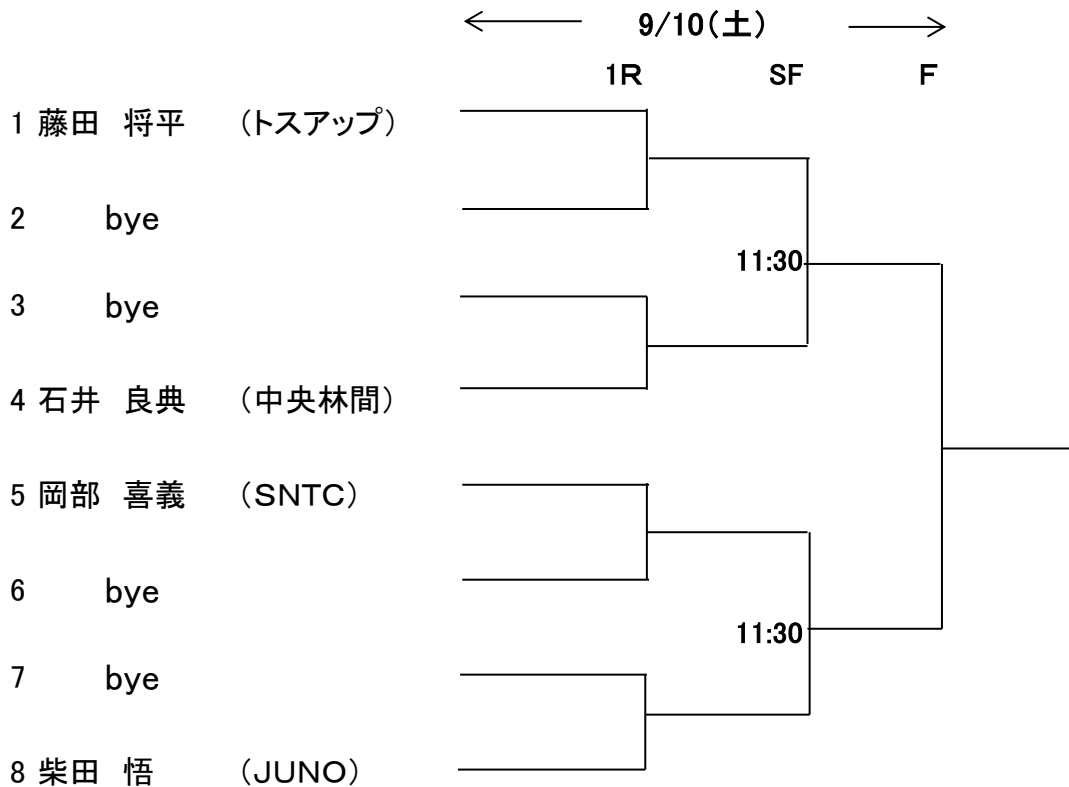 9/10(土)
1R SF F
1 藤田 将平 (トスアップ)
2 bye
11:30
3 bye
4 石井 良典 (中央林間)
5 岡部 喜義 (SNTC)
6 bye
11:30
7 bye
8 柴田 悟 (JUNO)